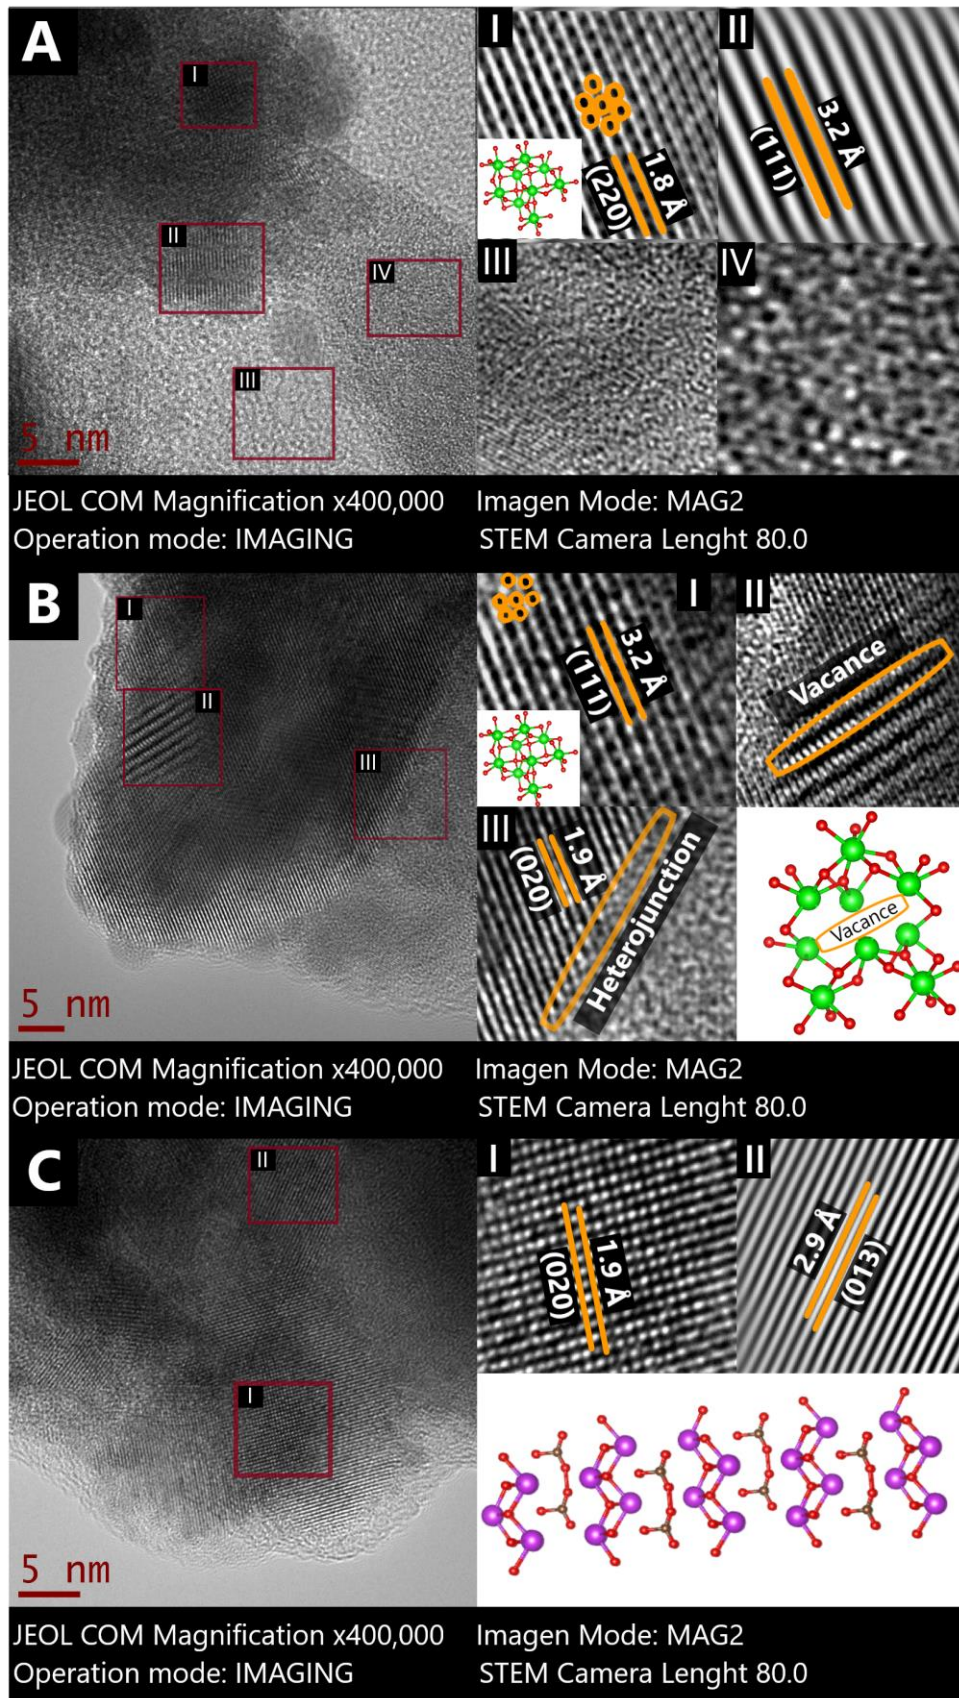 A
I
II
IV
III
5 nm
I
(220)
1.8 Å
II
(111)
3.2 Å
III
IV
JEOL COM Magnification x400,000 Imagen Mode: MAG2
Operation mode: IMAGING STEM Camera Lenght 80.0
B
I
II
III
5 nm
I
(111)
3.2 Å
II
Vacance
III
(020)
1.9 Å
Heterojunction
Vacance
JEOL COM Magnification x400,000 Imagen Mode: MAG2
Operation mode: IMAGING STEM Camera Lenght 80.0
C
II
I
5 nm
I
(020)
1.9 Å
II
2.9 Å
(013)
JEOL COM Magnification x400,000 Imagen Mode: MAG2
Operation mode: IMAGING STEM Camera Lenght 80.0